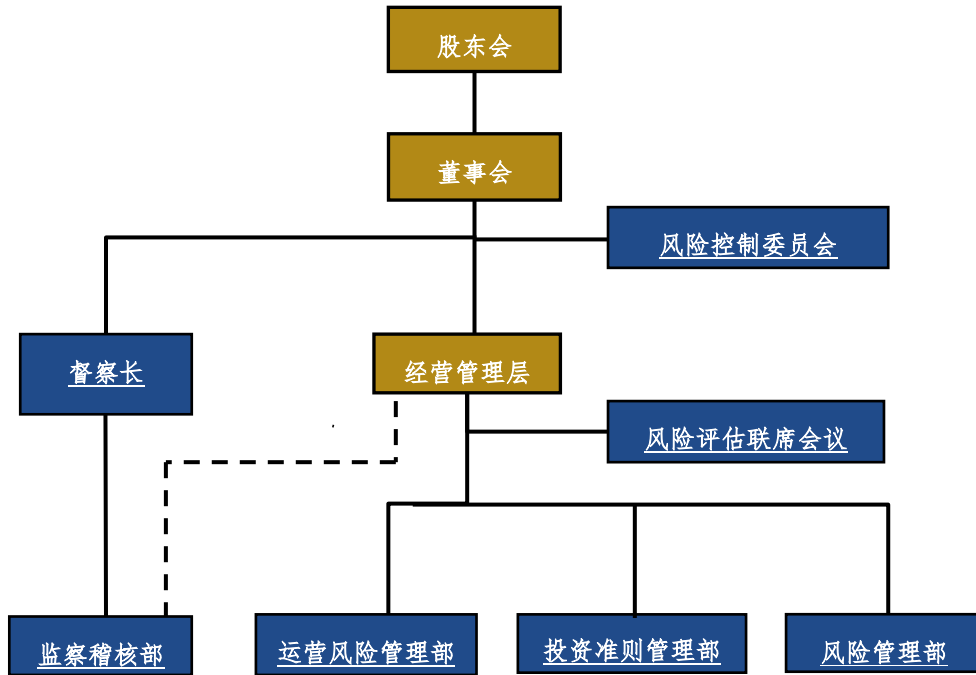 股东会
董事会
风险控制委员会
督察长
经营管理层
风险评估联席会议
监察稽核部
运营风险管理部
投资准则管理部
风险管理部